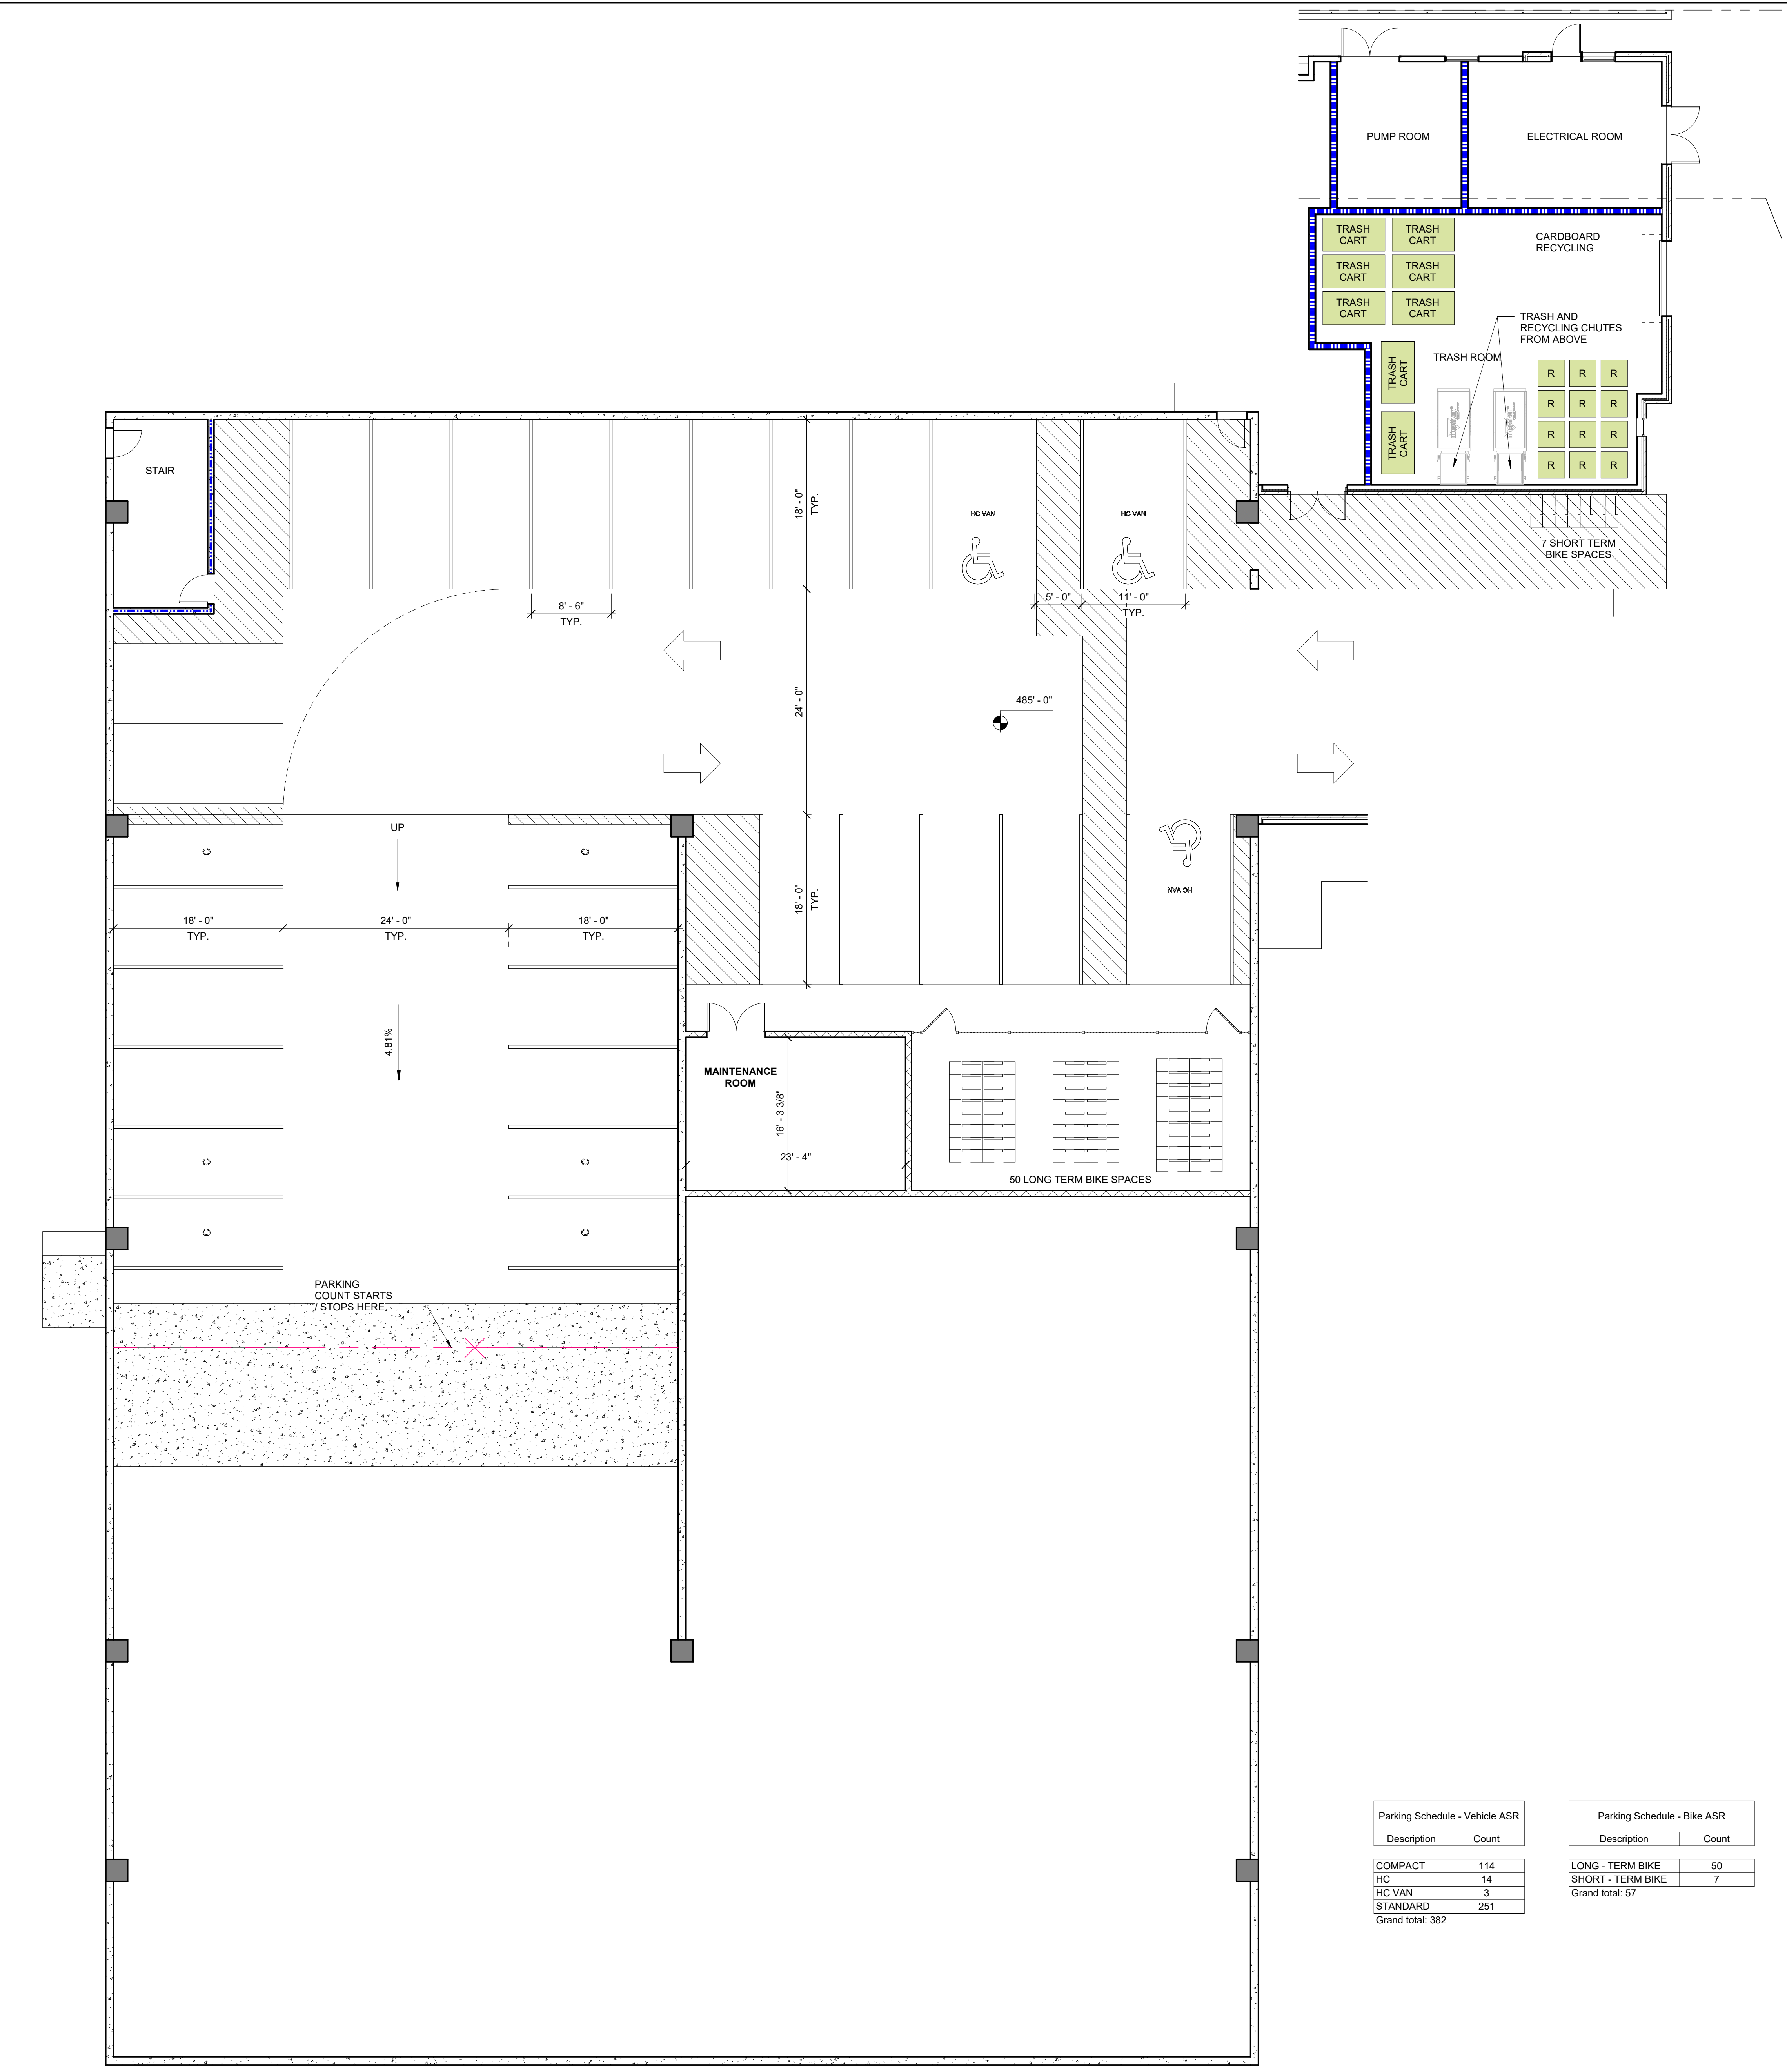 PUMP ROOM
ELECTRICAL ROOM
TRASH
CART
TRASH
CART
CARDBOARD
RECYCLING
TRASH
CART
TRASH
CART
TRASH
CART
TRASH
CART
TRASH AND
RECYCLING CHUTES
FROM ABOVE
TRASH ROOM
TRASH
CART
TRASH
CART
R
R
R
R
R
R
R
R
R
R
R
R
STAIR
18' - 0"
TYP.
HC VAN
HC VAN
7 SHORT TERM
BIKE SPACES
8' - 6"
TYP.
5' - 0"
11' - 0"
TYP.
24' - 0"
485' - 0"
UP
C
C
HC VAN
18' - 0"
TYP.
18' - 0"
TYP.
24' - 0"
TYP.
18' - 0"
TYP.
4.81%
MAINTENANCE
ROOM
16' - 3 3/8"
23' - 4"
50 LONG TERM BIKE SPACES
C
C
C
C
PARKING
COUNT STARTS
/ STOPS HERE.
Parking Schedule - Vehicle ASR
Description Count
COMPACT 114
HC 14
HC VAN 3
STANDARD 251
Grand total: 382
Parking Schedule - Bike ASR
Description Count
LONG - TERM BIKE 50
SHORT - TERM BIKE 7
Grand total: 57